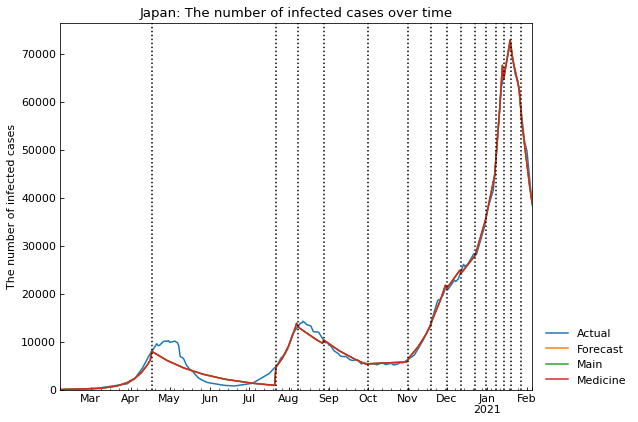 Japan: The number of infected cases over time
The number of infected cases
70000
60000
50000
40000
30000
20000
10000
0
Mar Apr May Jun Jul Aug Sep Oct Nov Dec Jan Feb
2021
Actual
Forecast
Main
Medicine